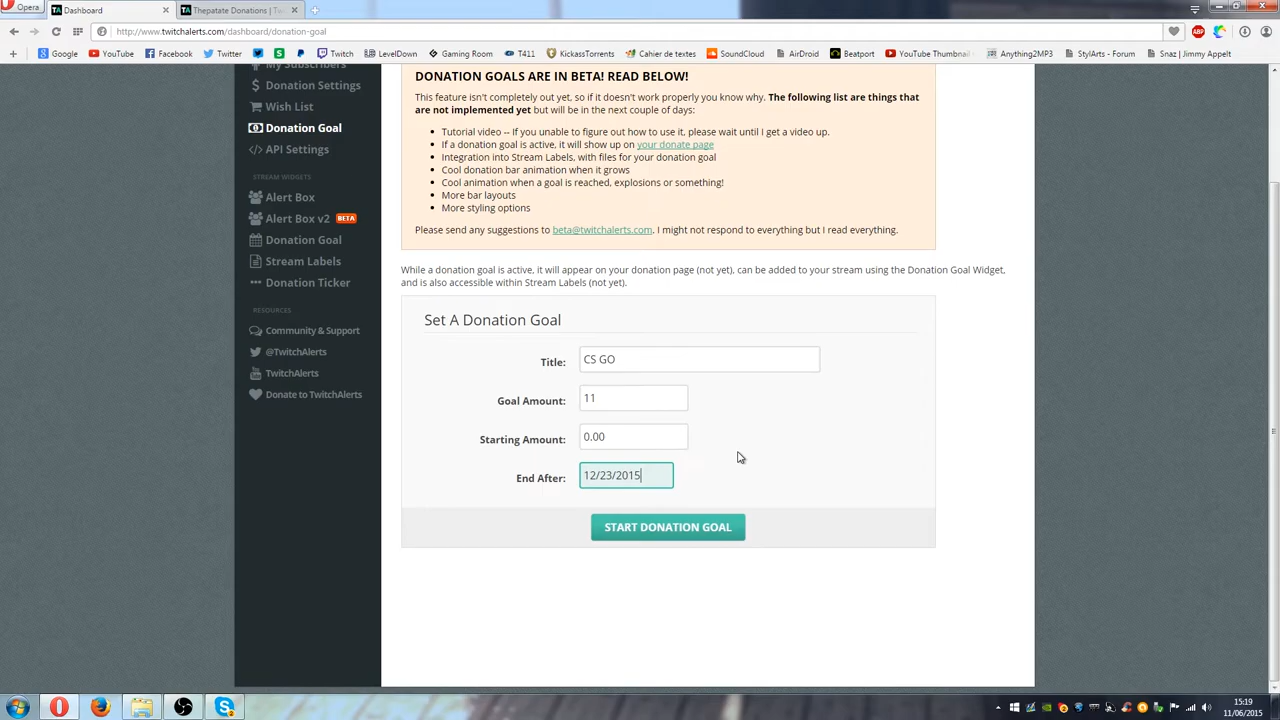 Opera
Dashboard
Thepatate Donations | Tw
http://www.twitchalerts.com/dashboard/donation-goal
Google YouTube Facebook Twitter Twitch LevelDown Gaming Room T411 KickassTorrents Cahier de textes SoundCloud AirDroid Beatport YouTube Thumbnail Anything2MP3 StylArts - Forum Snaz | Jimmy Appelt
My Subscribers
Donation Settings
Wish List
Donation Goal
API Settings
STREAM WIDGETS
Alert Box
Alert Box v2 BETA
Donation Goal
Stream Labels
Donation Ticker
RESOURCES
Community & Support
@TwitchAlerts
TwitchAlerts
Donate to TwitchAlerts
DONATION GOALS ARE IN BETA! READ BELOW!
This feature isn't completely out yet, so if it doesn't work properly you know why. The following list are things that
are not implemented yet but will be in the next couple of days:
Tutorial video -- If you unable to figure out how to use it, please wait until I get a video up.
If a donation goal is active, it will show up on your donate page
Integration into Stream Labels, with files for your donation goal
Cool donation bar animation when it grows
Cool animation when a goal is reached, explosions or something!
More bar layouts
More styling options
Please send any suggestions to beta@twitchalerts.com. I might not respond to everything but I read everything.
While a donation goal is active, it will appear on your donation page (not yet), can be added to your stream using the Donation Goal Widget,
and is also accessible within Stream Labels (not yet).
Set A Donation Goal
Title: CS GO
Goal Amount: 11
Starting Amount: 0.00
End After: 12/23/2015
START DONATION GOAL
15:19
11/06/2015